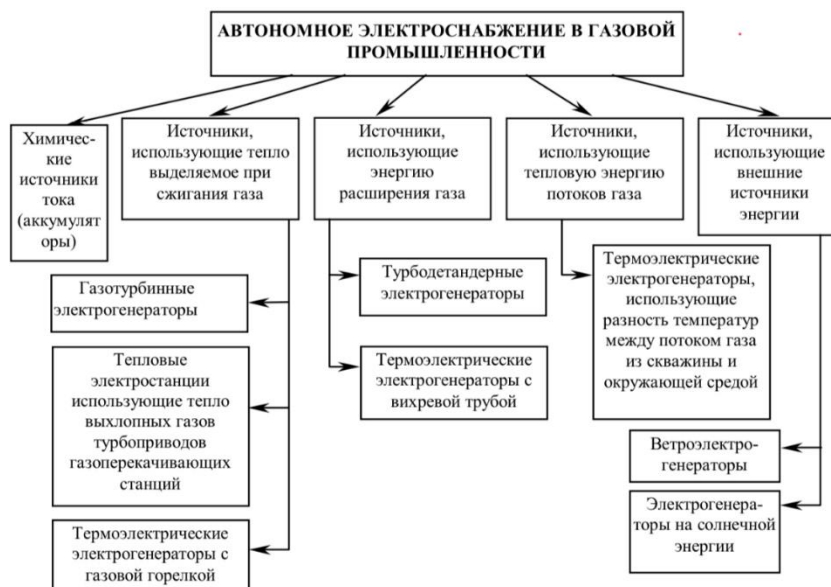 АВТОНОМНОЕ ЭЛЕКТРОСНАБЖЕНИЕ В ГАЗОВОЙ
ПРОМЫШЛЕННОСТИ
Химичес-
кие
источники
тока
(аккумулят
оры)
Источники,
использующие тепло
выделяемое при
сжигания газа
Источники,
использующие
энергию
расширения газа
Источники,
использующие
тепловую энергию
потоков газа
Источники,
использующие
внешние
источники
энергии
Газотурбинные
электрогенераторы
Тепловые
электростанции
использующие тепло
выхлопных газов
турбоприводов
газоперекачивающих
станций
Термоэлектрические
электрогенераторы с
газовой горелкой
Турбодетандерные
электрогенераторы
Термоэлектрические
электрогенераторы с
вихревой трубой
Термоэлектрические
электрогенераторы,
использующие
разность температур
между потоком газа
из скважины и
окружающей средой
Ветроэлектро-
генераторы
Электрогенера-
торы на солнечной
энергии